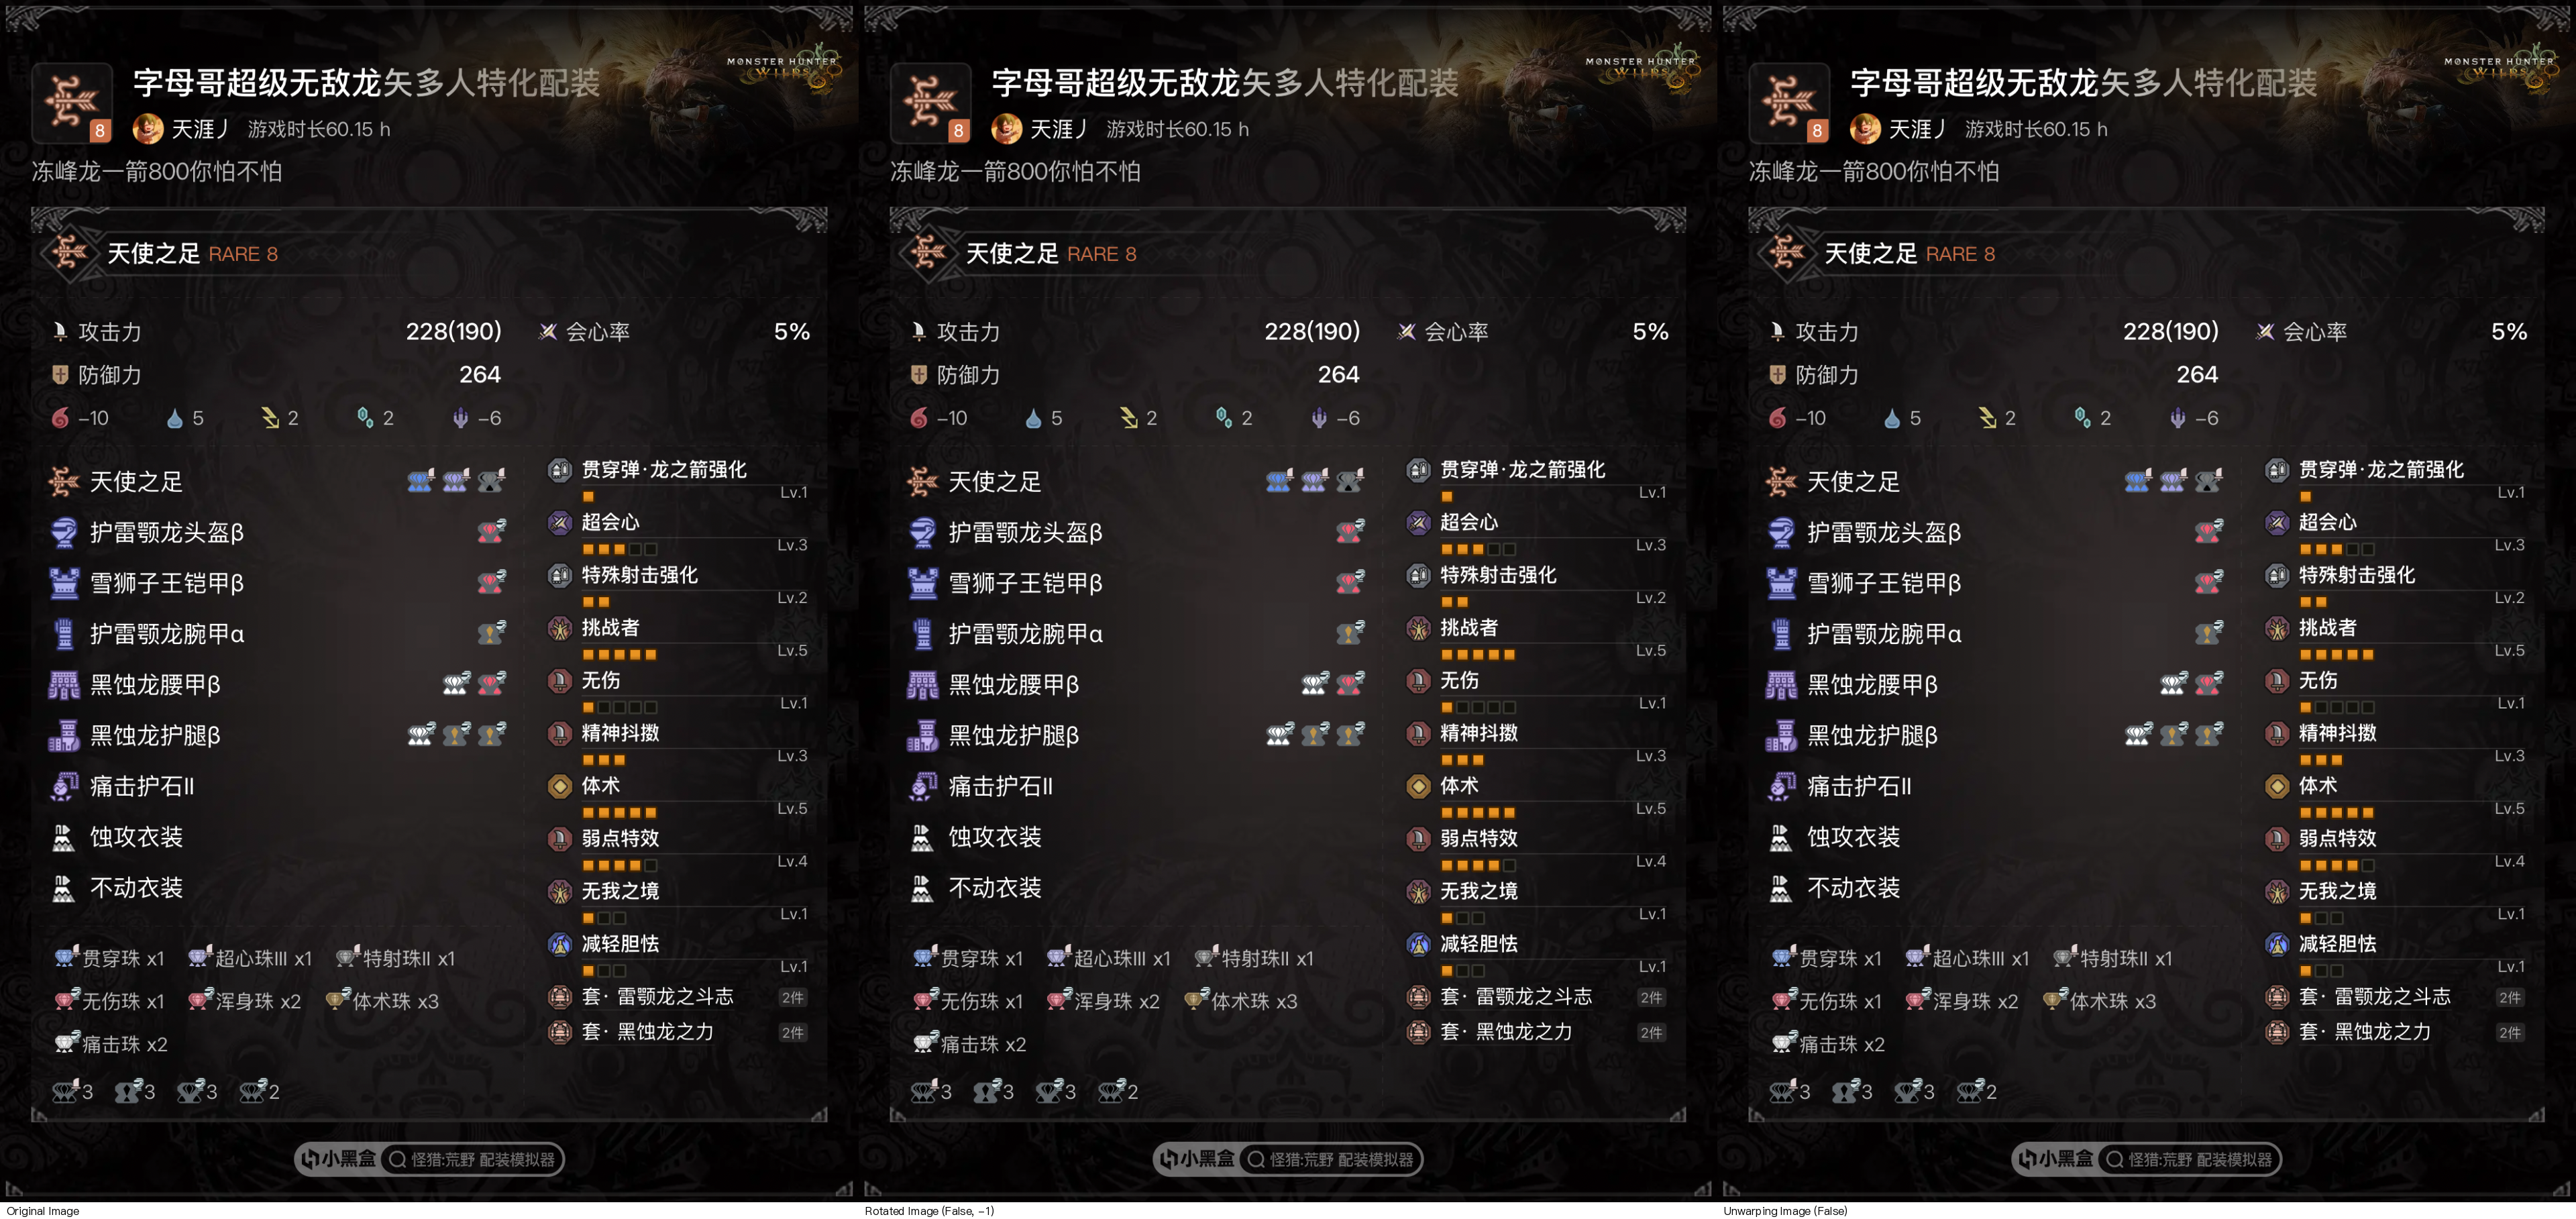 MONSTER HUNTER
WILDS
字母哥超级无敌龙矢多人特化配装
8
天涯丿 游戏时长60.15 h
冻峰龙一箭800你怕不怕
天使之足 RARE 8
攻击力 228(190) 会心率 5%
防御力 264
-10 5 2 2 -6
天使之足
护雷颚龙头盔β
雪狮子王铠甲β
护雷颚龙腕甲α
黑蚀龙腰甲β
黑蚀龙护腿β
痛击护石II
蚀攻衣装
不动衣装
贯穿珠 x1 超心珠III x1 特射珠II x1
无伤珠 x1 浑身珠 x2 体术珠 x3
痛击珠 x2
3 3 3 2
贯穿弹·龙之箭强化
Lv.1
超会心
Lv.3
特殊射击强化
Lv.2
挑战者
Lv.5
无伤
Lv.1
精神抖擞
Lv.3
体术
Lv.5
弱点特效
Lv.4
无我之境
Lv.1
减轻胆怯
Lv.1
套· 雷颚龙之斗志 2件
套· 黑蚀龙之力 2件
小黑盒 怪猎:荒野 配装模拟器
Original Image
MONSTER HUNTER
WILDS
字母哥超级无敌龙矢多人特化配装
8
天涯丿 游戏时长60.15 h
冻峰龙一箭800你怕不怕
天使之足 RARE 8
攻击力 228(190) 会心率 5%
防御力 264
-10 5 2 2 -6
天使之足
护雷颚龙头盔β
雪狮子王铠甲β
护雷颚龙腕甲α
黑蚀龙腰甲β
黑蚀龙护腿β
痛击护石II
蚀攻衣装
不动衣装
贯穿珠 x1 超心珠III x1 特射珠II x1
无伤珠 x1 浑身珠 x2 体术珠 x3
痛击珠 x2
3 3 3 2
贯穿弹·龙之箭强化
Lv.1
超会心
Lv.3
特殊射击强化
Lv.2
挑战者
Lv.5
无伤
Lv.1
精神抖擞
Lv.3
体术
Lv.5
弱点特效
Lv.4
无我之境
Lv.1
减轻胆怯
Lv.1
套· 雷颚龙之斗志 2件
套· 黑蚀龙之力 2件
小黑盒 怪猎:荒野 配装模拟器
Rotated Image (False, -1)
MONSTER HUNTER
WILDS
字母哥超级无敌龙矢多人特化配装
8
天涯丿 游戏时长60.15 h
冻峰龙一箭800你怕不怕
天使之足 RARE 8
攻击力 228(190) 会心率 5%
防御力 264
-10 5 2 2 -6
天使之足
护雷颚龙头盔β
雪狮子王铠甲β
护雷颚龙腕甲α
黑蚀龙腰甲β
黑蚀龙护腿β
痛击护石II
蚀攻衣装
不动衣装
贯穿珠 x1 超心珠III x1 特射珠II x1
无伤珠 x1 浑身珠 x2 体术珠 x3
痛击珠 x2
3 3 3 2
贯穿弹·龙之箭强化
Lv.1
超会心
Lv.3
特殊射击强化
Lv.2
挑战者
Lv.5
无伤
Lv.1
精神抖擞
Lv.3
体术
Lv.5
弱点特效
Lv.4
无我之境
Lv.1
减轻胆怯
Lv.1
套· 雷颚龙之斗志 2件
套· 黑蚀龙之力 2件
小黑盒 怪猎:荒野 配装模拟器
Unwarping Image (False)